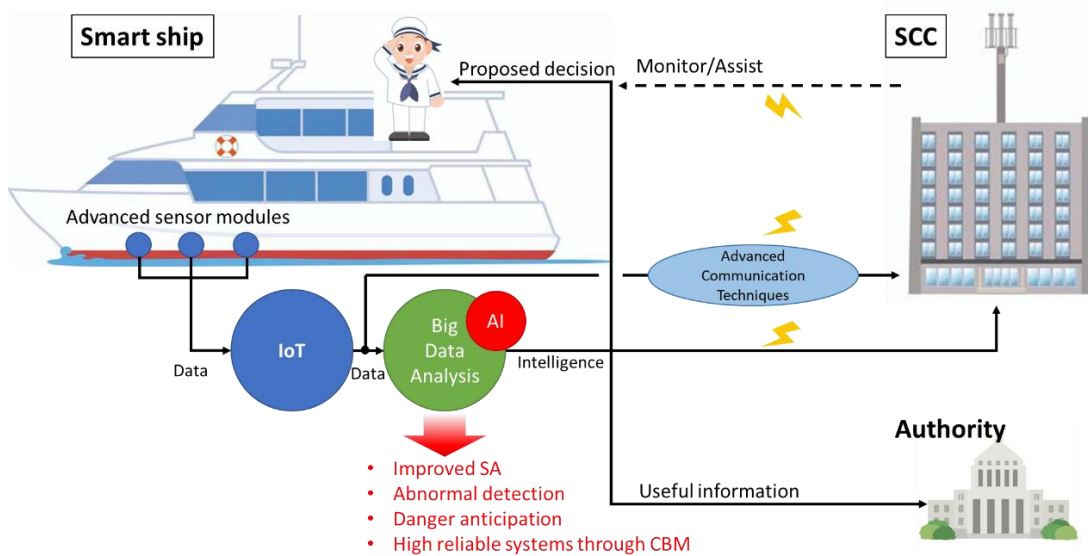 Smart ship
SCC
Proposed decision
Monitor/Assist
Advanced sensor modules
Advanced
Communication
Techniques
IoT
Big
Data
Analysis
AI
Data
Data
Intelligence
Authority
Useful information
• Improved SA
• Abnormal detection
• Danger anticipation
• High reliable systems through CBM